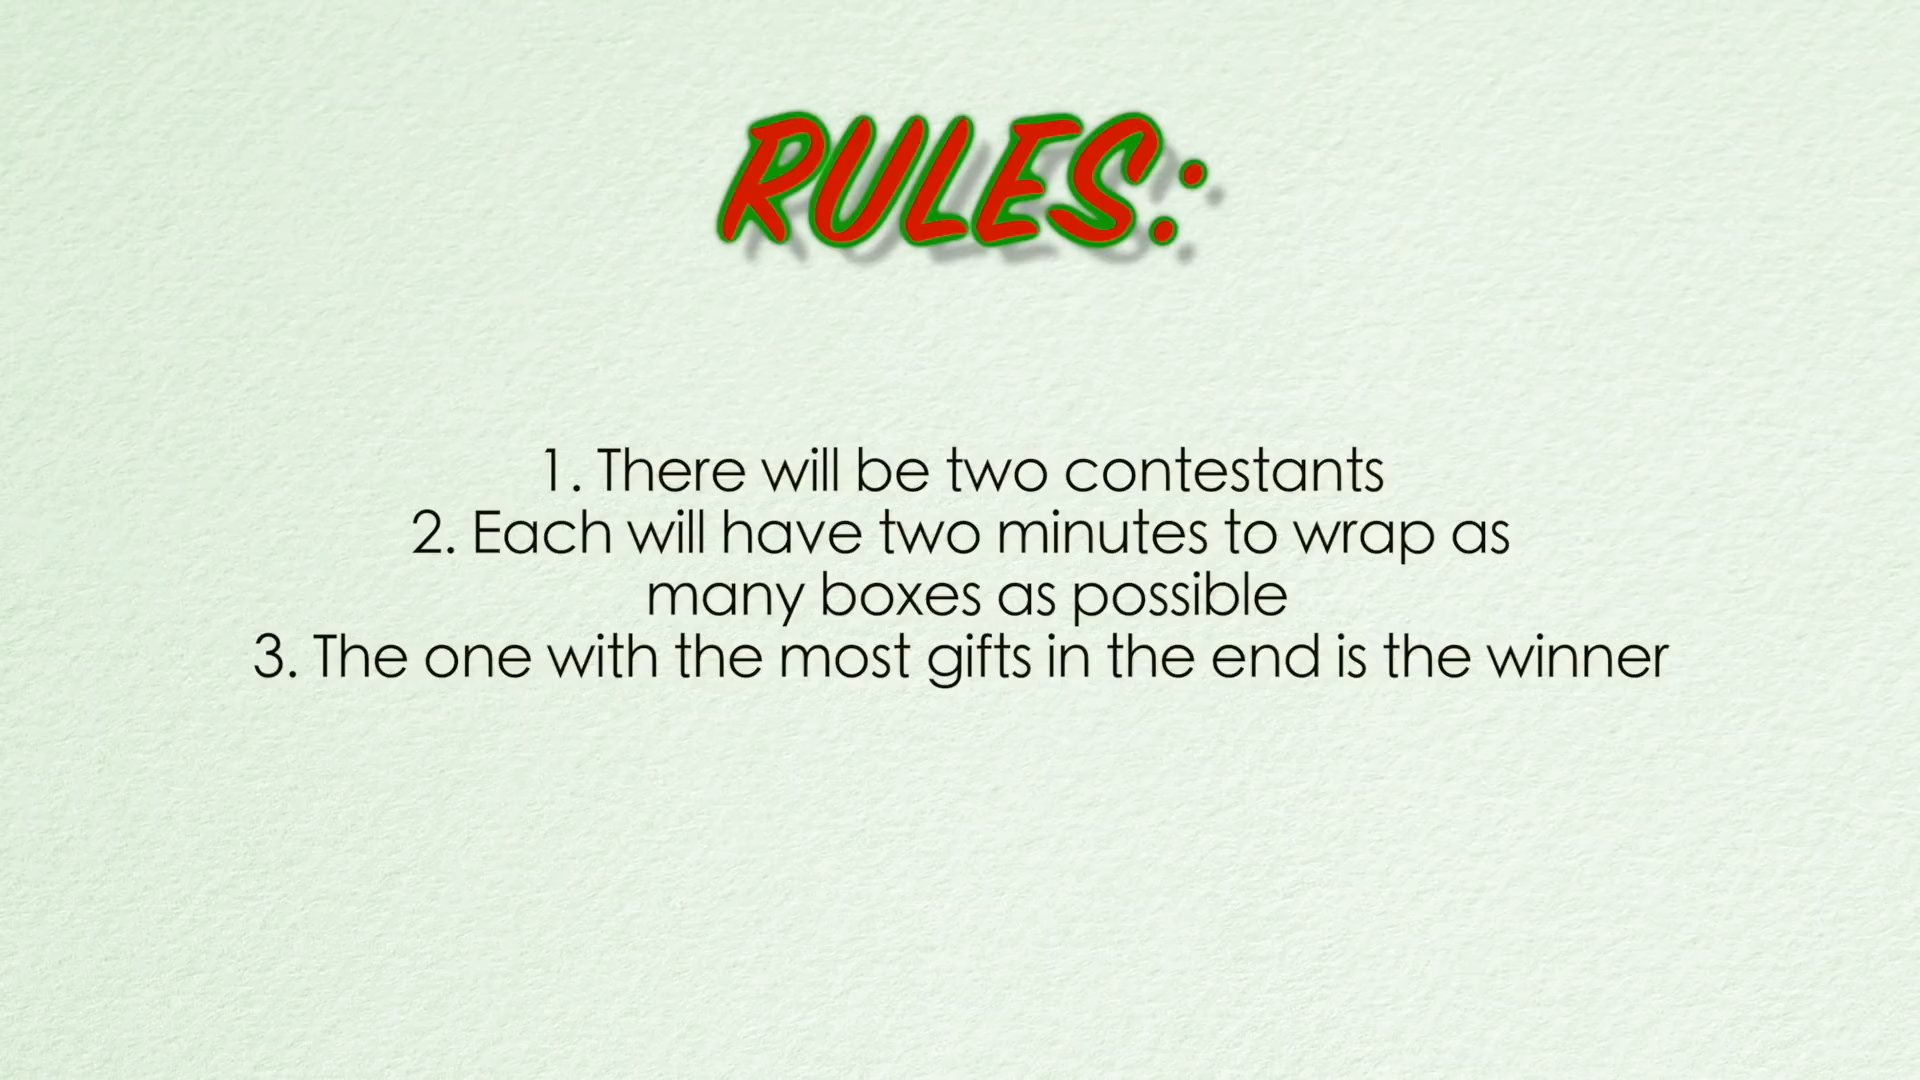 RULES:
1. There will be two contestants
2. Each will have two minutes to wrap as
many boxes as possible
3. The one with the most gifts in the end is the winner